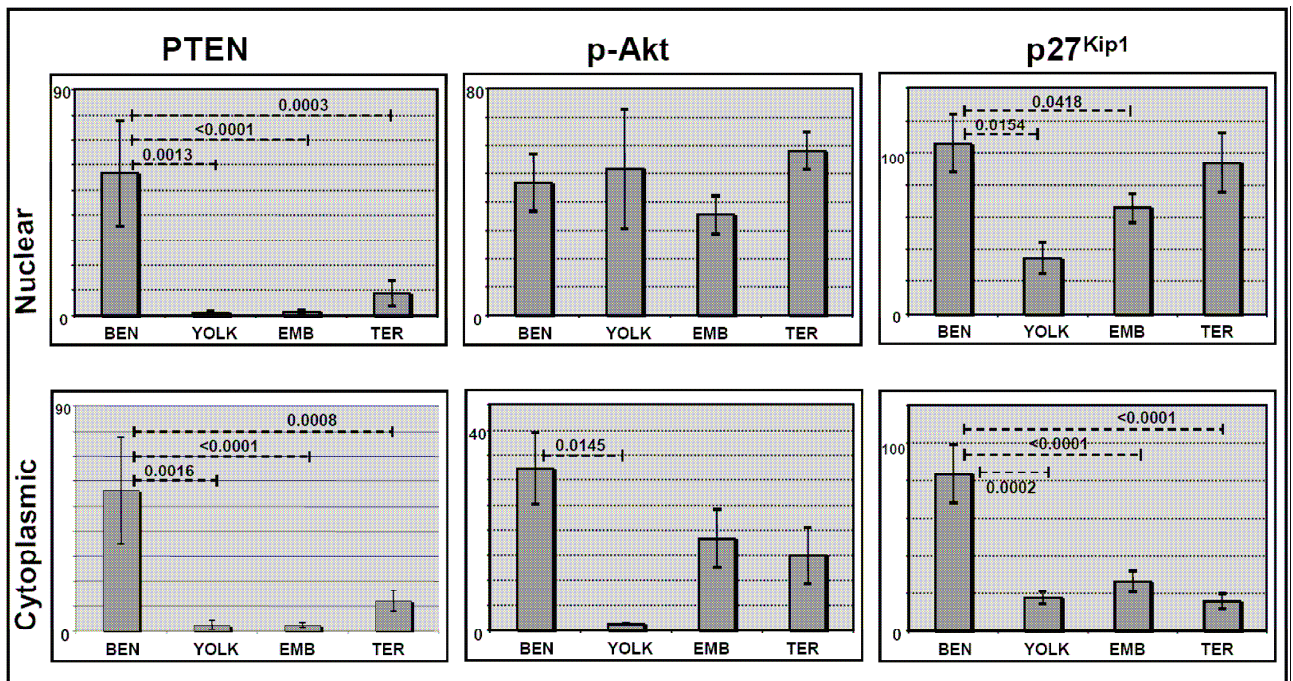 PTEN p-Akt p27Kip1
Nuclear
90
0.0003
<0.0001
0.0013
0
BEN YOLK EMB TER
80
0
BEN YOLK EMB TER
0.0418
0.0154
100
0
BEN YOLK EMB TER
Cytoplasmic
90
0.0008
<0.0001
0.0016
0
BEN YOLK EMB TER
40
0.0145
0
BEN YOLK EMB TER
<0.0001
<0.0001
100
0.0002
0
BEN YOLK EMB TER